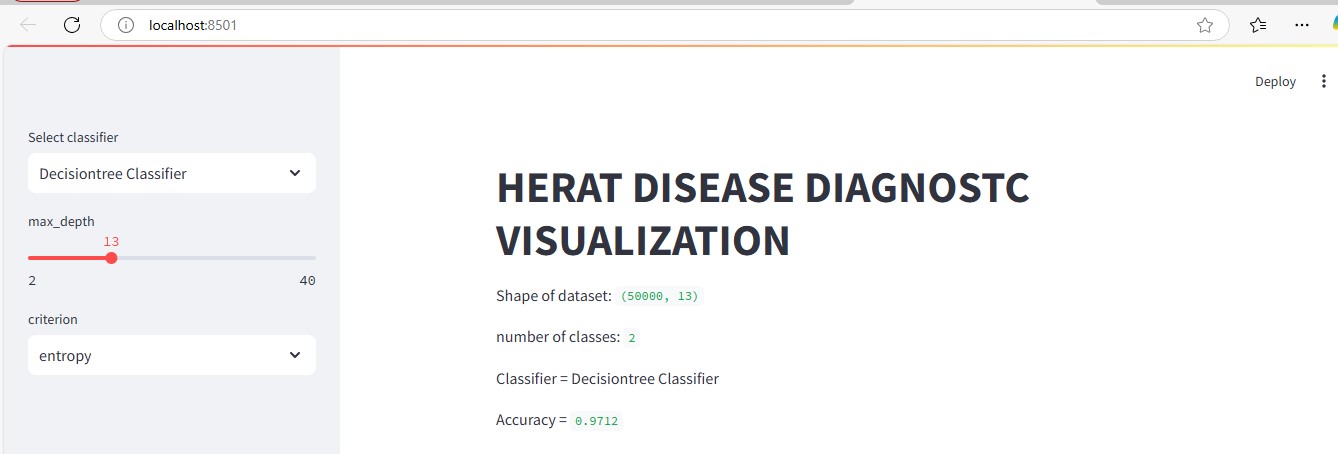 localhost:8501
Deploy
Select classifier
Decisiontree Classifier
max_depth
13
2 40
criterion
entropy
HERAT DISEASE DIAGNOSTC
VISUALIZATION
Shape of dataset: (50000, 13)
number of classes: 2
Classifier = Decisiontree Classifier
Accuracy = 0.9712